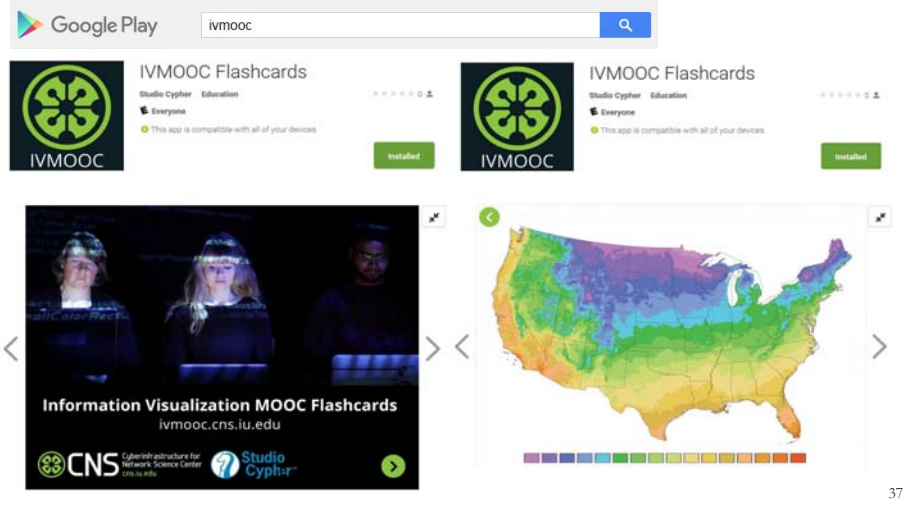 Google Play
ivmooc
IVMOOC
IVMOOC Flashcards
Studio Cypher Education
0
Everyone
This app is compatible with all of your devices.
Installed
IVMOOC
IVMOOC Flashcards
Studio Cypher Education
0
Everyone
This app is compatible with all of your devices.
Installed
Information Visualization MOOC Flashcards
ivmooc.cns.iu.edu
CNS
Cyberinfrastructure for
Network Science Center
cns.iu.edu
Studio
Cypher
37